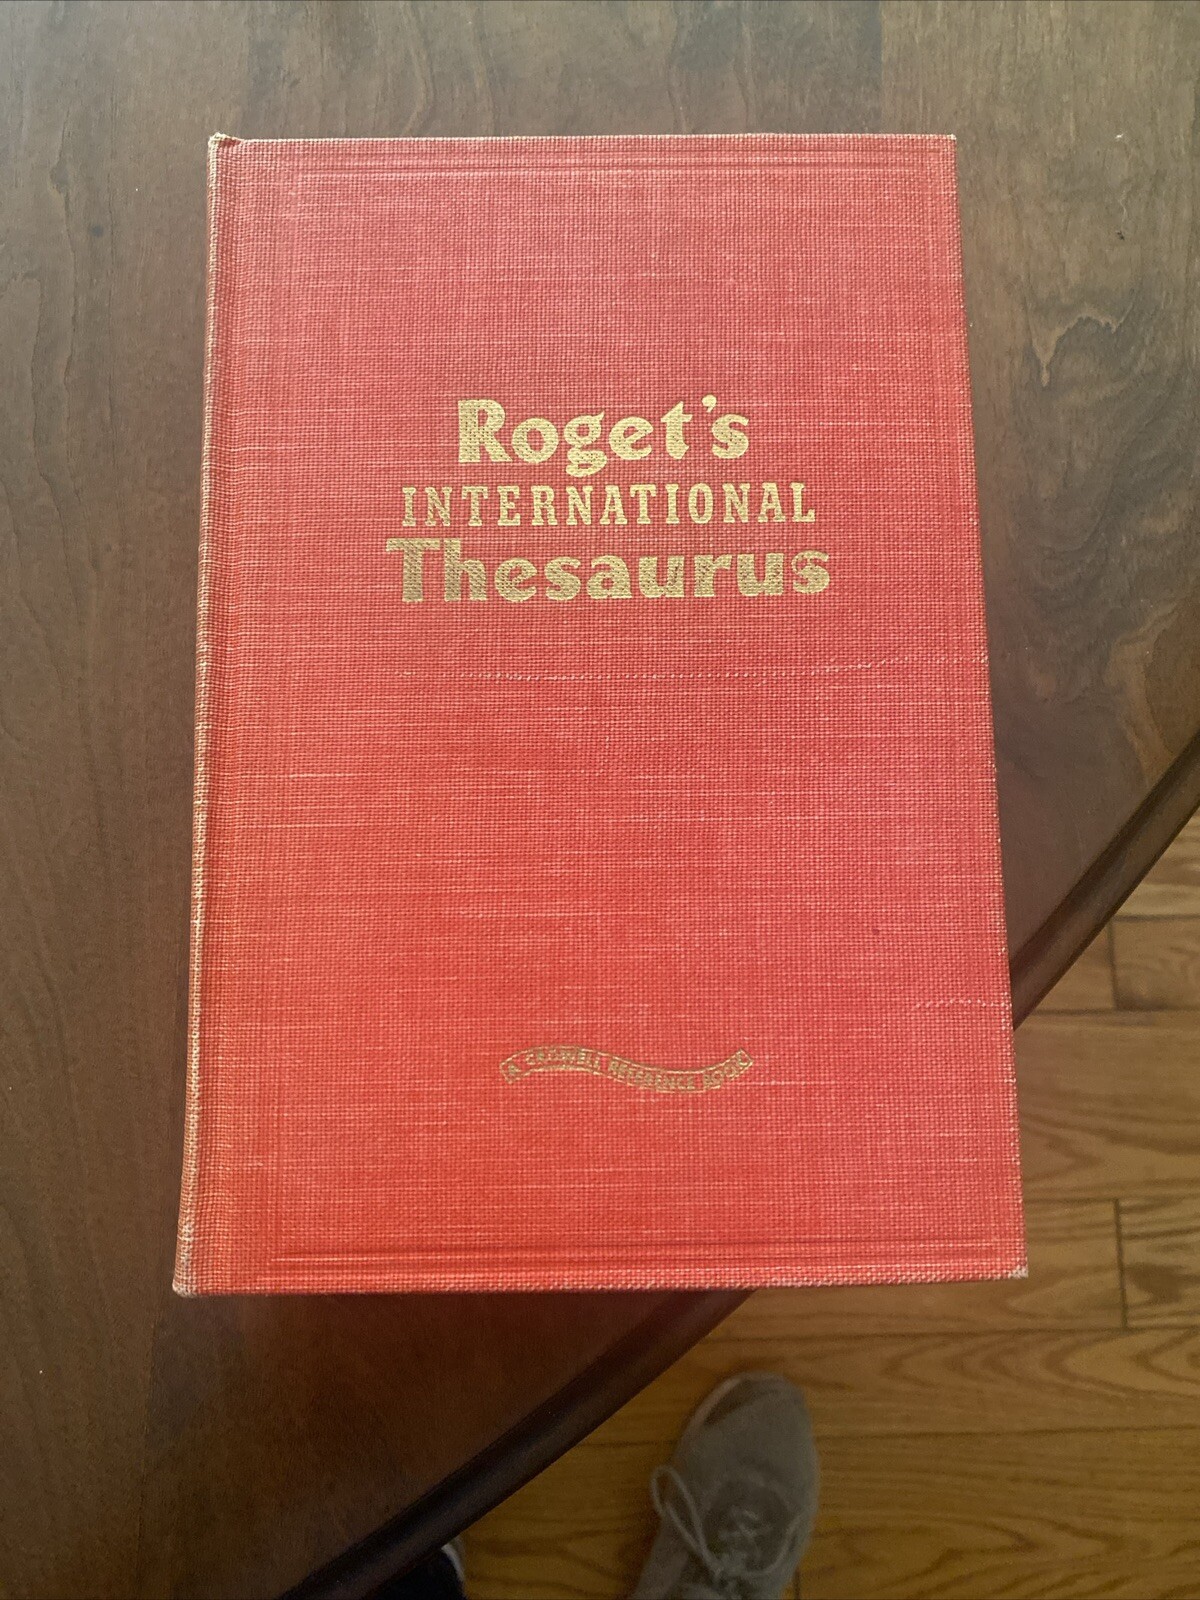 Roget's
INTERNATIONAL
Thesaurus
A CROWELL REFERENCE BOOK